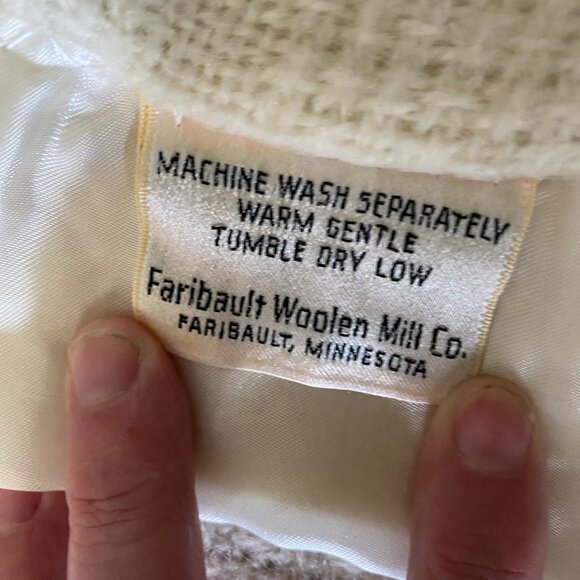 MACHINE WASH SEPARATELY
WARM GENTLE
TUMBLE DRY LOW
Faribault Woolen Mill Co.
FARIBAULT, MINNESOTA